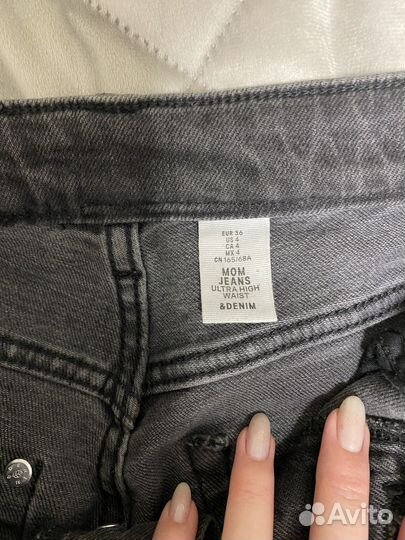 EUR 36
US 4
CA 4
MX 4
CN 165/68A
MOM
JEANS
ULTRA HIGH
WAIST
&DENIM
Avito